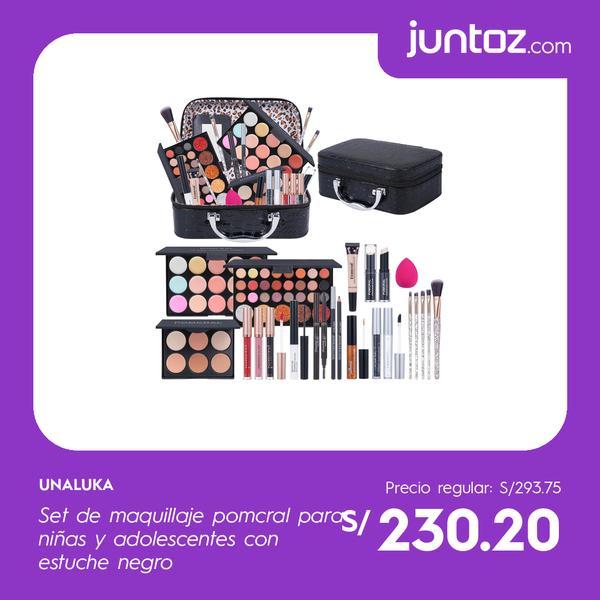 juntoz.com
UNALUKA
Set de maquillaje pomcral para
niñas y adolescentes con
estuche negro
Precio regular: S/293.75
S/ 230.20